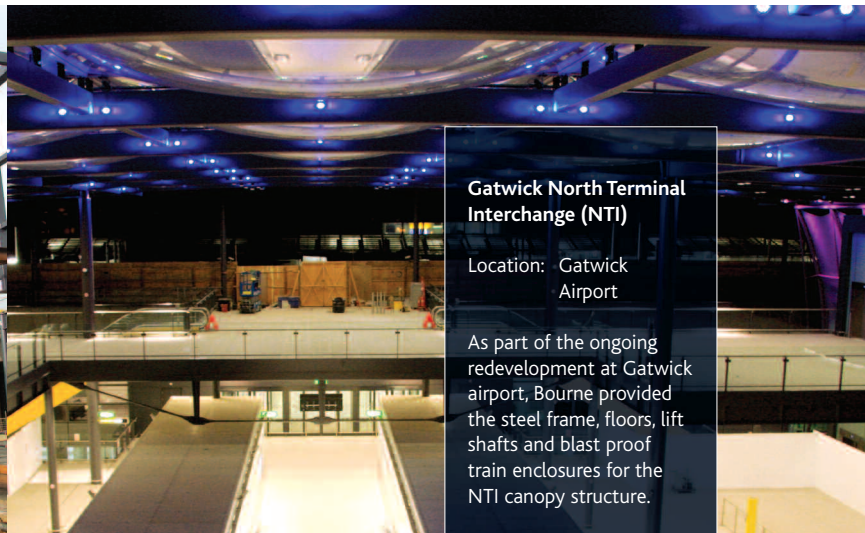 Gatwick North Terminal
Interchange (NTI)
Location: Gatwick
Airport
As part of the ongoing
redevelopment at Gatwick
airport, Bourne provided
the steel frame, floors, lift
shafts and blast proof
train enclosures for the
NTI canopy structure.